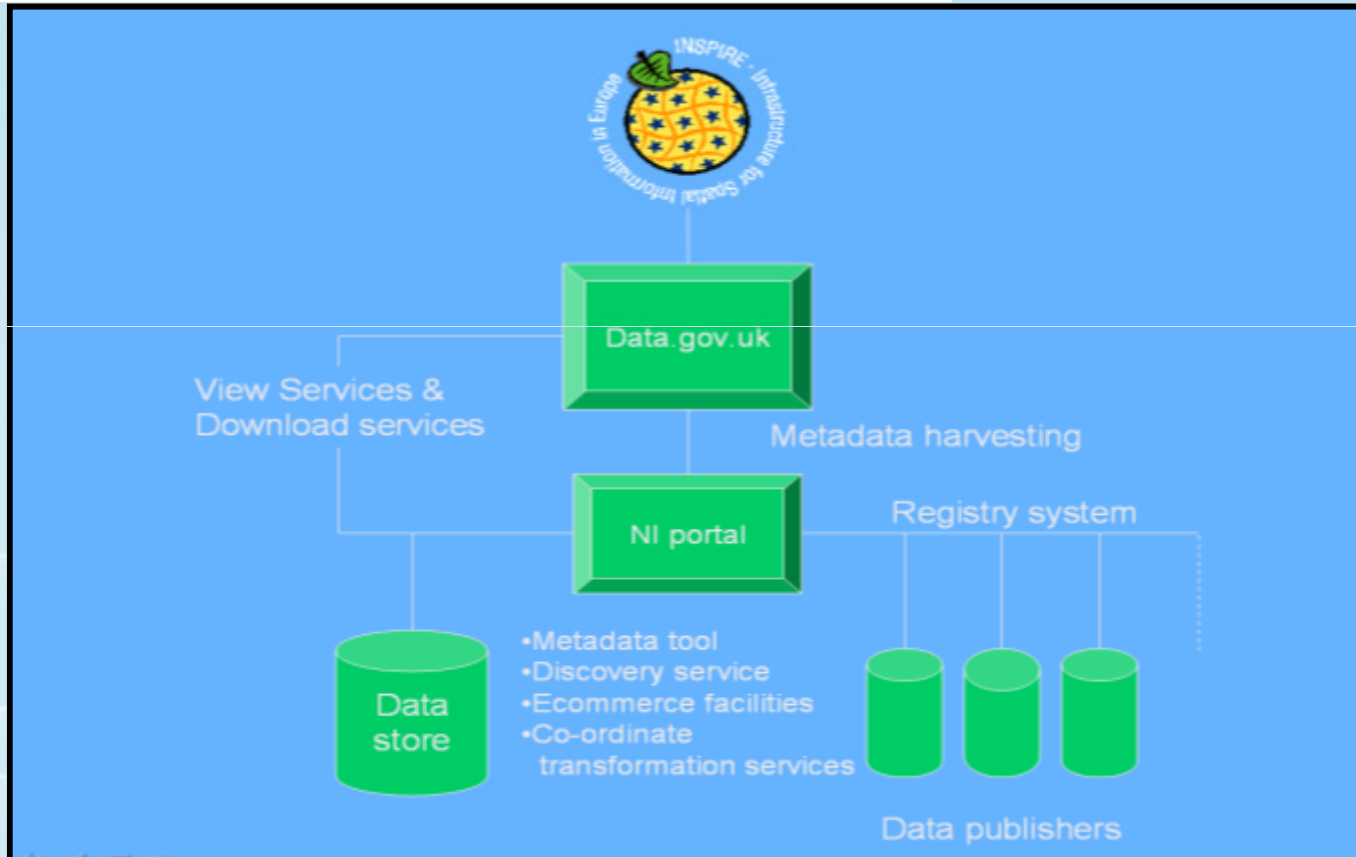 INSPIRE - Infrastructure for Spatial Information in Europe
Data.gov.uk
View Services &
Download services
Metadata harvesting
Registry system
NI portal
•Metadata tool
•Discovery service
•Ecommerce facilities
•Co-ordinate
transformation services
Data
store
Data publishers